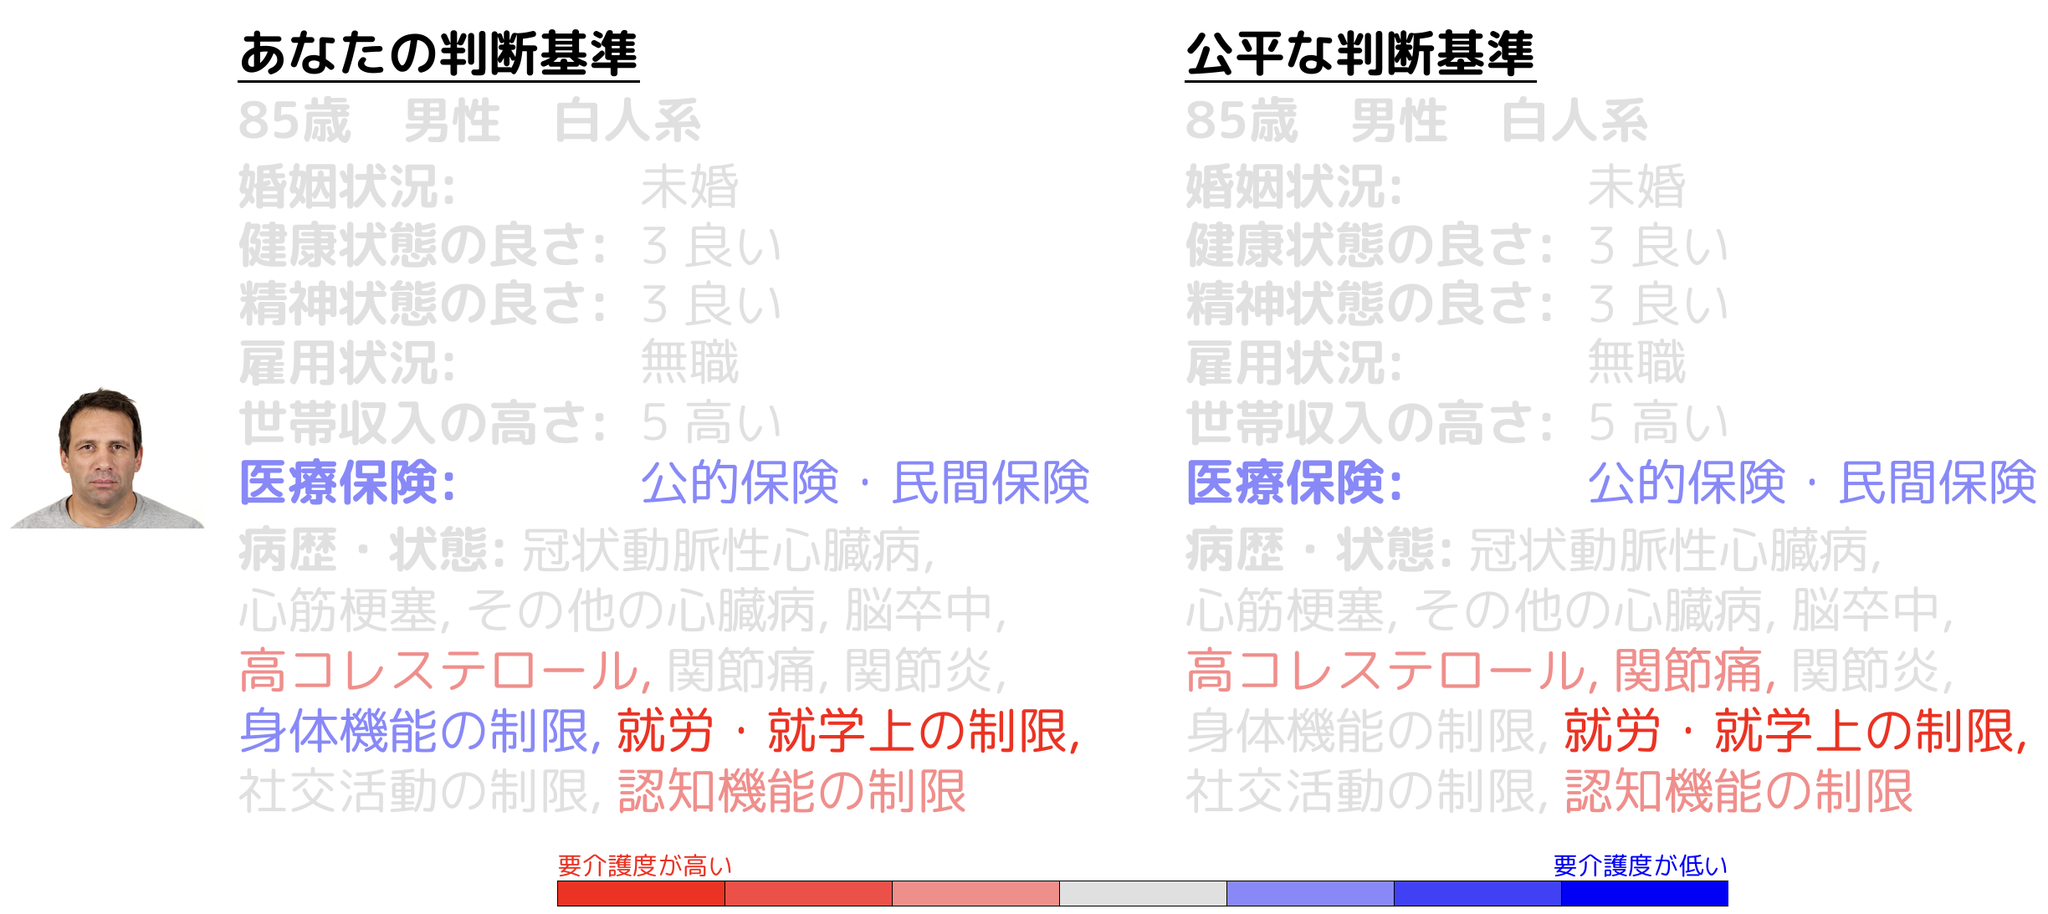 あなたの判断基準
85歳　男性　白人系
婚姻状況: 未婚
健康状態の良さ: 3 良い
精神状態の良さ: 3 良い
雇用状況: 無職
世帯収入の高さ: 5 高い
医療保険: 公的保険・民間保険
病歴・状態: 冠状動脈性心臓病,
心筋梗塞, その他の心臓病, 脳卒中,
高コレステロール, 関節痛, 関節炎,
身体機能の制限, 就労・就学上の制限,
社交活動の制限, 認知機能の制限
公平な判断基準
85歳　男性　白人系
婚姻状況: 未婚
健康状態の良さ: 3 良い
精神状態の良さ: 3 良い
雇用状況: 無職
世帯収入の高さ: 5 高い
医療保険: 公的保険・民間保険
病歴・状態: 冠状動脈性心臓病,
心筋梗塞, その他の心臓病, 脳卒中,
高コレステロール, 関節痛, 関節炎,
身体機能の制限, 就労・就学上の制限,
社交活動の制限, 認知機能の制限
要介護度が高い
要介護度が低い